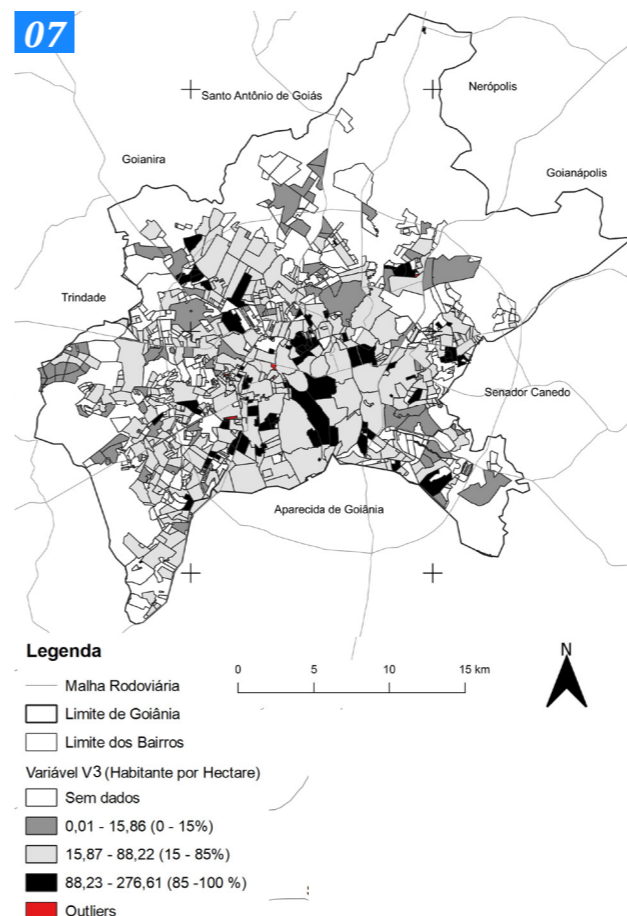 07
Santo Antônio de Goiás
Nerópolis
Goianira
Goianápolis
Trindade
Senador Canedo
Aparecida de Goiânia
Legenda
N
0 5 10 15 km
Malha Rodoviária
Limite de Goiânia
Limite dos Bairros
Variável V3 (Habitante por Hectare)
Sem dados
0,01 - 15,86 (0 - 15%)
15,87 - 88,22 (15 - 85%)
88,23 - 276,61 (85 -100 %)
Outliers